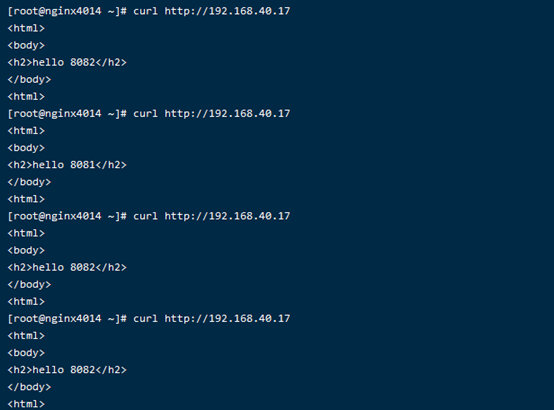 [root@nginx4014 ~]# curl http://192.168.40.17
<html>
<body>
<h2>hello 8082</h2>
</body>
<html>
[root@nginx4014 ~]# curl http://192.168.40.17
<html>
<body>
<h2>hello 8081</h2>
</body>
<html>
[root@nginx4014 ~]# curl http://192.168.40.17
<html>
<body>
<h2>hello 8082</h2>
</body>
<html>
[root@nginx4014 ~]# curl http://192.168.40.17
<html>
<body>
<h2>hello 8082</h2>
</body>
<html>